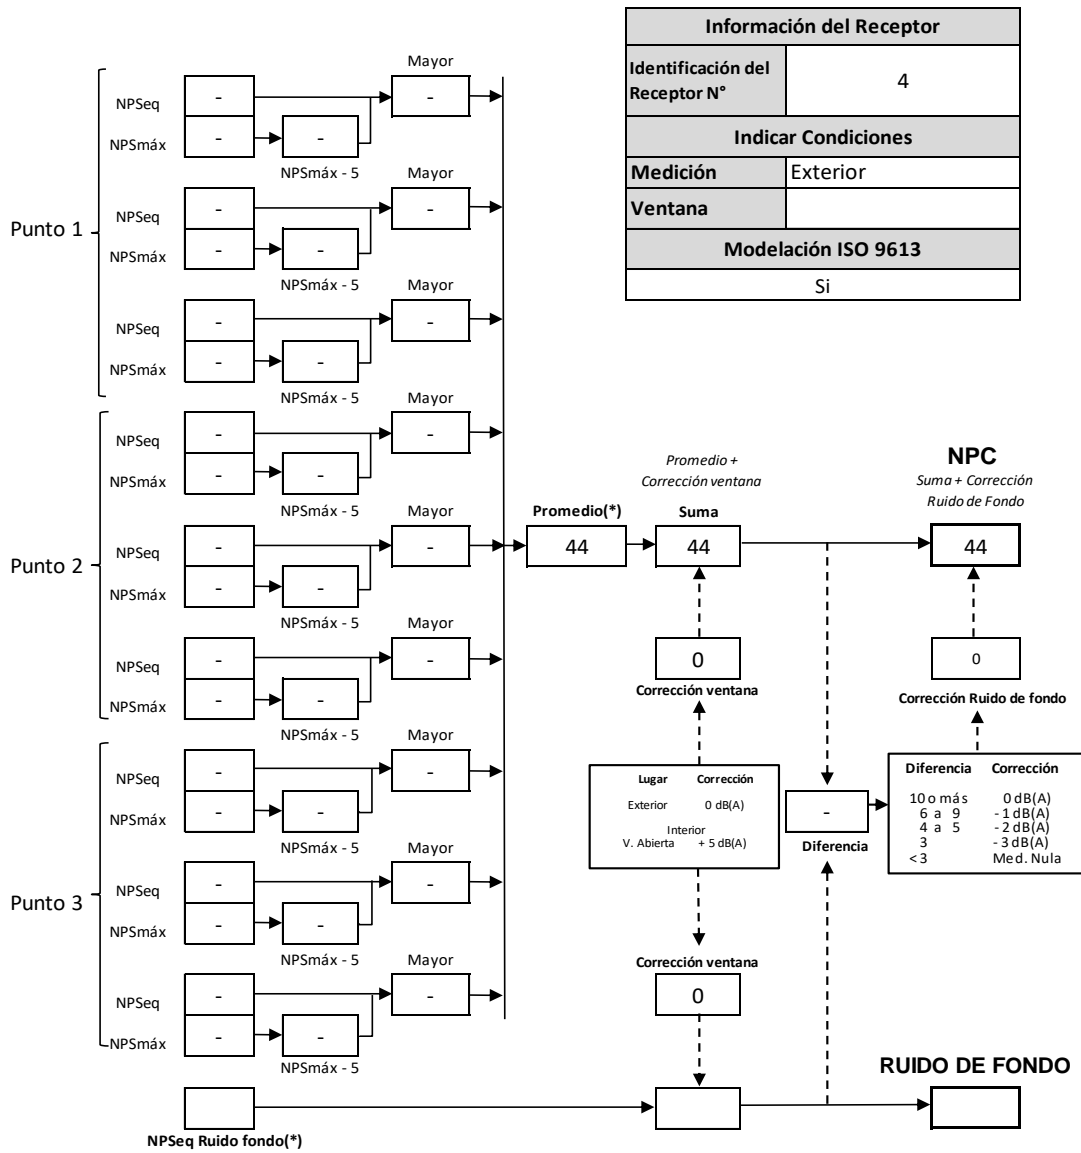 Información del Receptor
Identificación del Receptor N°
4
Indicar Condiciones
Medición
Exterior
Ventana
Modelación ISO 9613
Si
Punto 1
Mayor
NPSeq
-
-
NPSmáx
-
-
NPSmáx - 5
Mayor
NPSeq
-
-
NPSmáx
-
-
NPSmáx - 5
Mayor
NPSeq
-
-
NPSmáx
-
-
NPSmáx - 5
Punto 2
Mayor
NPSeq
-
-
NPSmáx
-
-
NPSmáx - 5
Mayor
NPSeq
-
-
NPSmáx
-
-
NPSmáx - 5
Mayor
NPSeq
-
-
NPSmáx
-
-
NPSmáx - 5
Punto 3
Mayor
NPSeq
-
-
NPSmáx
-
-
NPSmáx - 5
Mayor
NPSeq
-
-
NPSmáx
-
-
NPSmáx - 5
Mayor
NPSeq
-
-
NPSmáx
-
-
NPSmáx - 5
Promedio(*)
44
Promedio +
Corrección ventana
Suma
44
NPC
Suma + Corrección
Ruido de Fondo
44
0
Corrección ventana
0
Corrección Ruido de fondo
Lugar Corrección
Exterior 0 dB(A)
Interior
V. Abierta + 5 dB(A)
-
Diferencia
Diferencia Corrección
10 o más 0 dB(A)
6 a 9 - 1 dB(A)
4 a 5 - 2 dB(A)
3 - 3 dB(A)
< 3 Med. Nula
Corrección ventana
0
RUIDO DE FONDO
NPSeq Ruido fondo(*)